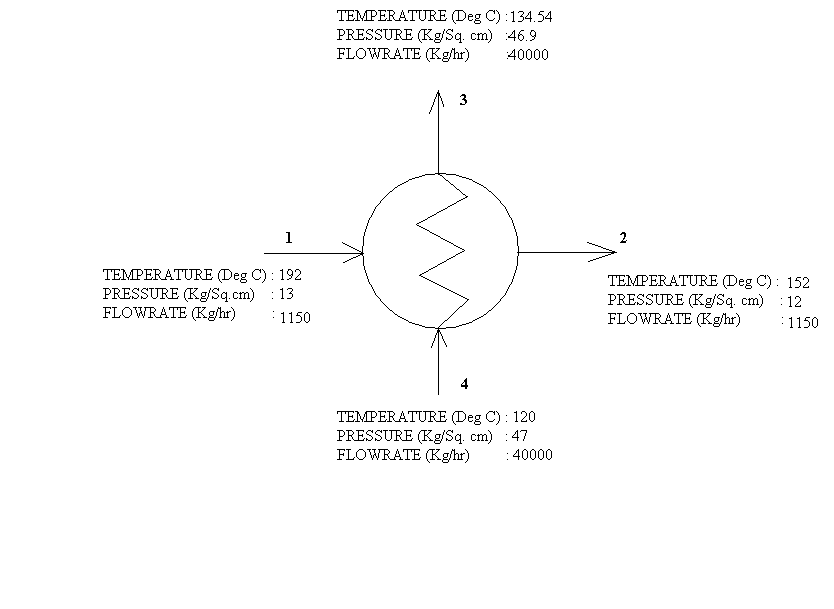 TEMPERATURE (Deg C) :134.54
PRESSURE (Kg/Sq. cm) :46.9
FLOWRATE (Kg/hr) :40000
3
1
2
TEMPERATURE (Deg C) : 192
PRESSURE (Kg/Sq.cm) : 13
FLOWRATE (Kg/hr) : 1150
TEMPERATURE (Deg C) : 152
PRESSURE (Kg/Sq. cm) : 12
FLOWRATE (Kg/hr) : 1150
4
TEMPERATURE (Deg C) : 120
PRESSURE (Kg/Sq. cm) : 47
FLOWRATE (Kg/hr) : 40000